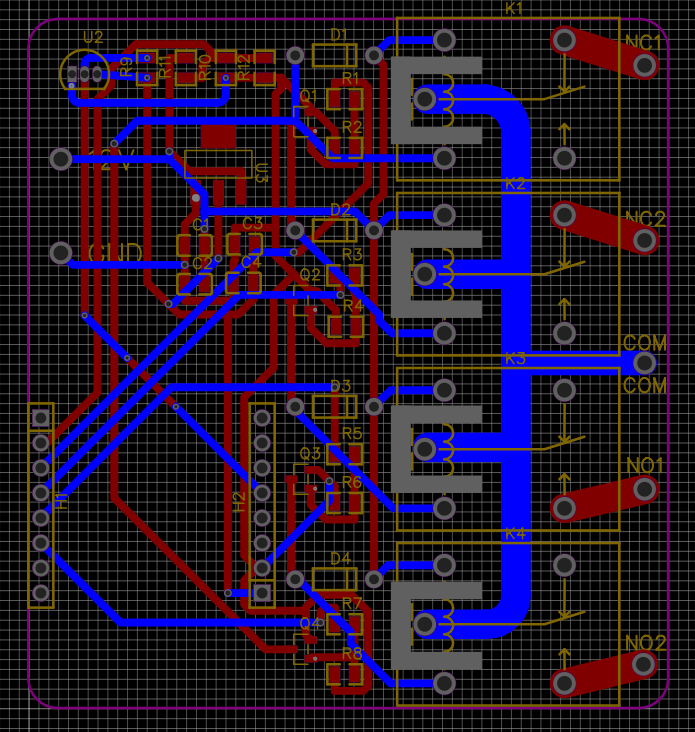 K1
U2
D1
NC1
R9
R11
R10
R12
R1
Q1
R2
12V
U3
K2
D2
NC2
C1
C3
GND
C2
C4
R3
Q2
R4
COM
K3
COM
D3
R5
Q3
R6
NO1
H1
H2
K4
D4
R7
Q4
R8
NO2